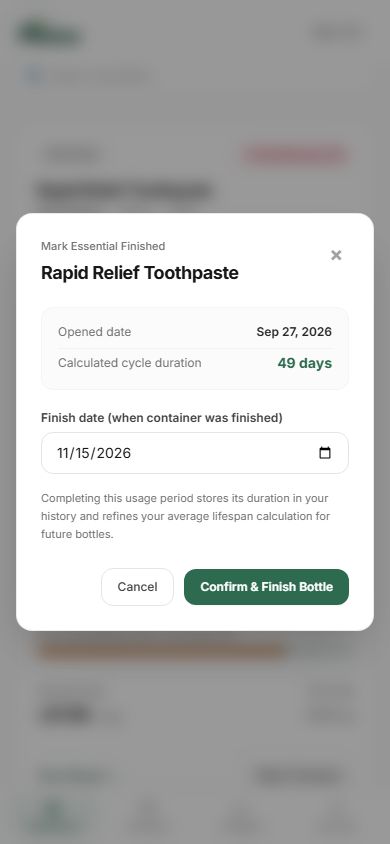 Mark Essential Finished
Rapid Relief Toothpaste
×
Opened date Sep 27, 2026
Calculated cycle duration 49 days
Finish date (when container was finished)
11/15/2026
Completing this usage period stores its duration in your
history and refines your average lifespan calculation for
future bottles.
Cancel Confirm & Finish Bottle